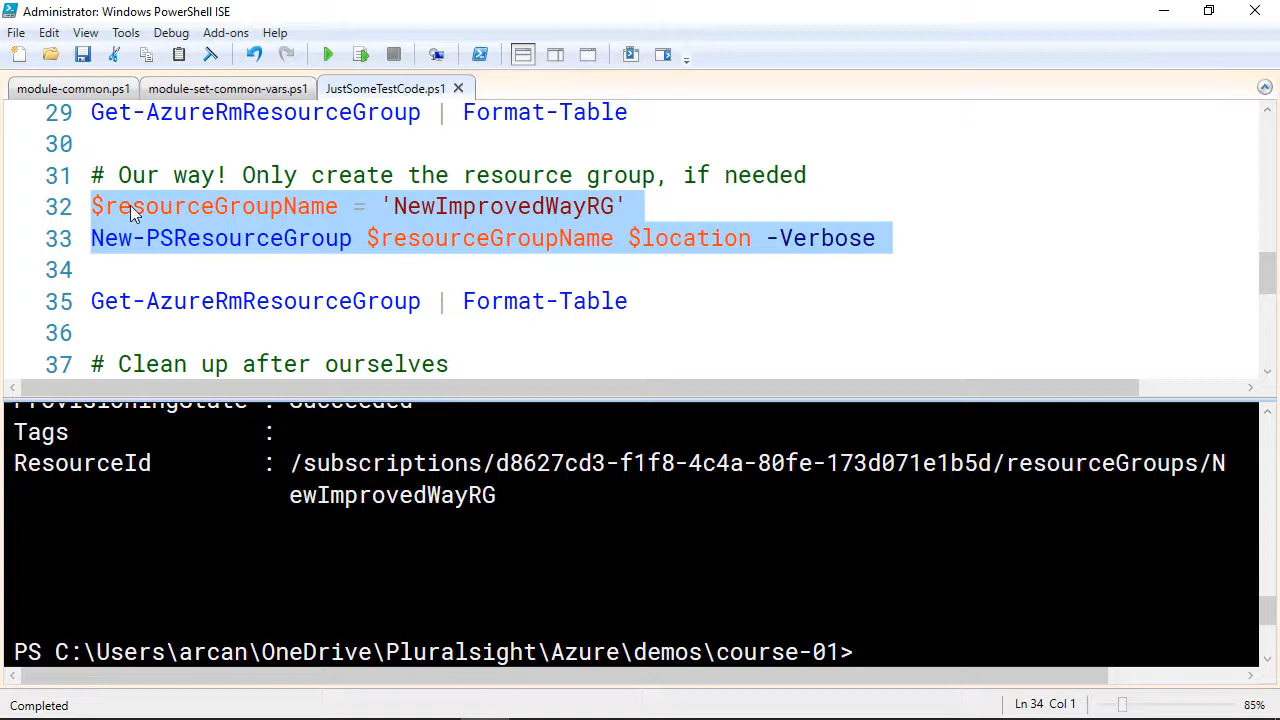 Administrator: Windows PowerShell ISE
File Edit View Tools Debug Add-ons Help
module-common.ps1 module-set-common-vars.ps1 JustSomeTestCode.ps1
29 Get-AzureRmResourceGroup | Format-Table
30
31 # Our way! Only create the resource group, if needed
32 $resourceGroupName = 'NewImprovedWayRG'
33 New-PSResourceGroup $resourceGroupName $location -Verbose
34
35 Get-AzureRmResourceGroup | Format-Table
36
37 # Clean up after ourselves
ProvisioningState : Succeeded
Tags :
ResourceId : /subscriptions/d8627cd3-f1f8-4c4a-80fe-173d071e1b5d/resourceGroups/N
ewImprovedWayRG
PS C:\Users\arcan\OneDrive\Pluralsight\Azure\demos\course-01>
Completed Ln 34 Col 1 85%